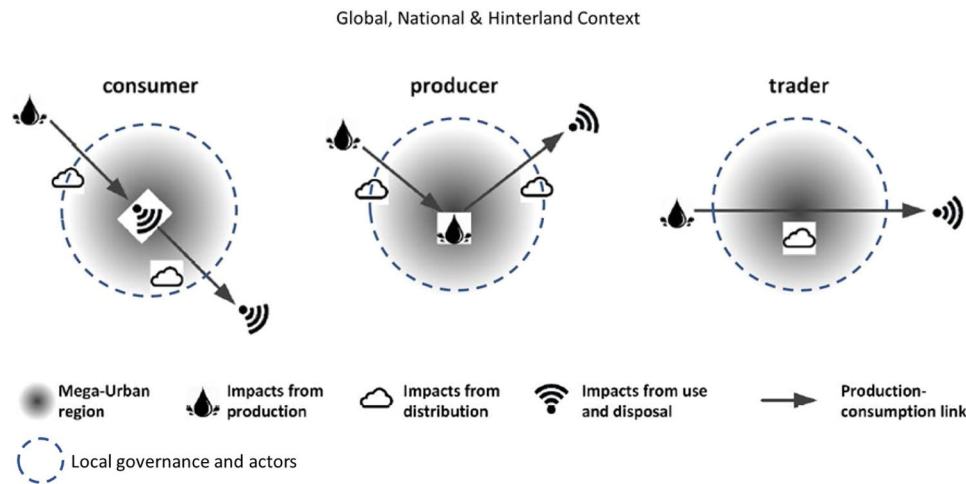 Global, National & Hinterland Context
consumer
producer
trader
Mega-Urban
region
Impacts from
production
Impacts from
distribution
Impacts from use
and disposal
Production-
consumption link
Local governance and actors